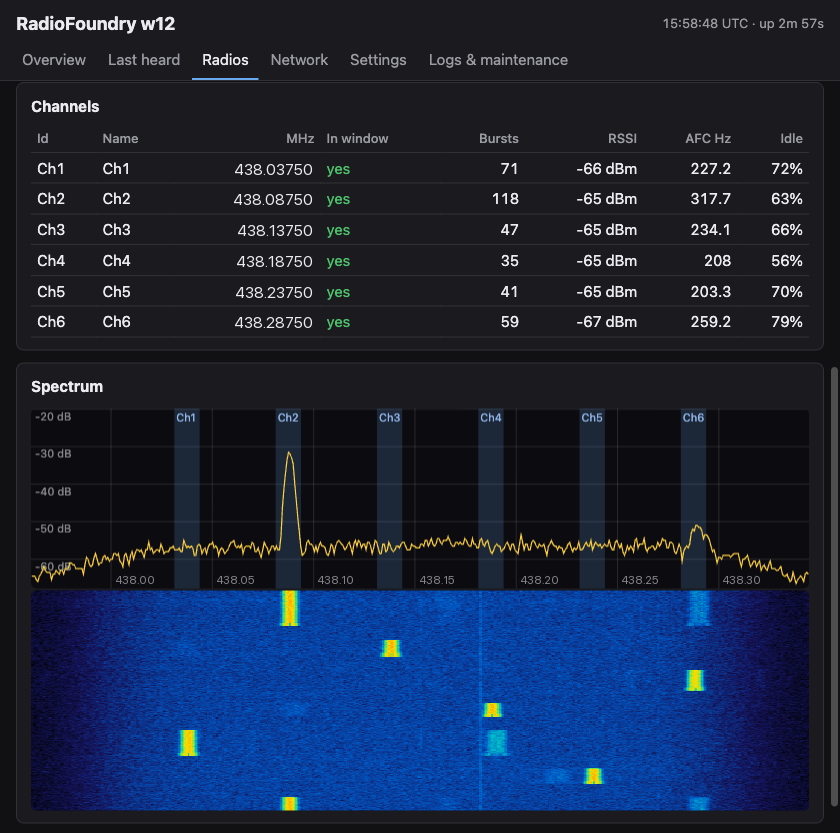 RadioFoundry w12
15:58:48 UTC · up 2m 57s
Overview Last heard Radios Network Settings Logs & maintenance
Channels
Id Name MHz In window Bursts RSSI AFC Hz Idle
Ch1 Ch1 438.03750 yes 71 -66 dBm 227.2 72%
Ch2 Ch2 438.08750 yes 118 -65 dBm 317.7 63%
Ch3 Ch3 438.13750 yes 47 -65 dBm 234.1 66%
Ch4 Ch4 438.18750 yes 35 -65 dBm 208 56%
Ch5 Ch5 438.23750 yes 41 -65 dBm 203.3 70%
Ch6 Ch6 438.28750 yes 59 -67 dBm 259.2 79%
Spectrum
-20 dB Ch1 Ch2 Ch3 Ch4 Ch5 Ch6
-30 dB
-40 dB
-50 dB
-60 dB
438.00 438.05 438.10 438.15 438.20 438.25 438.30